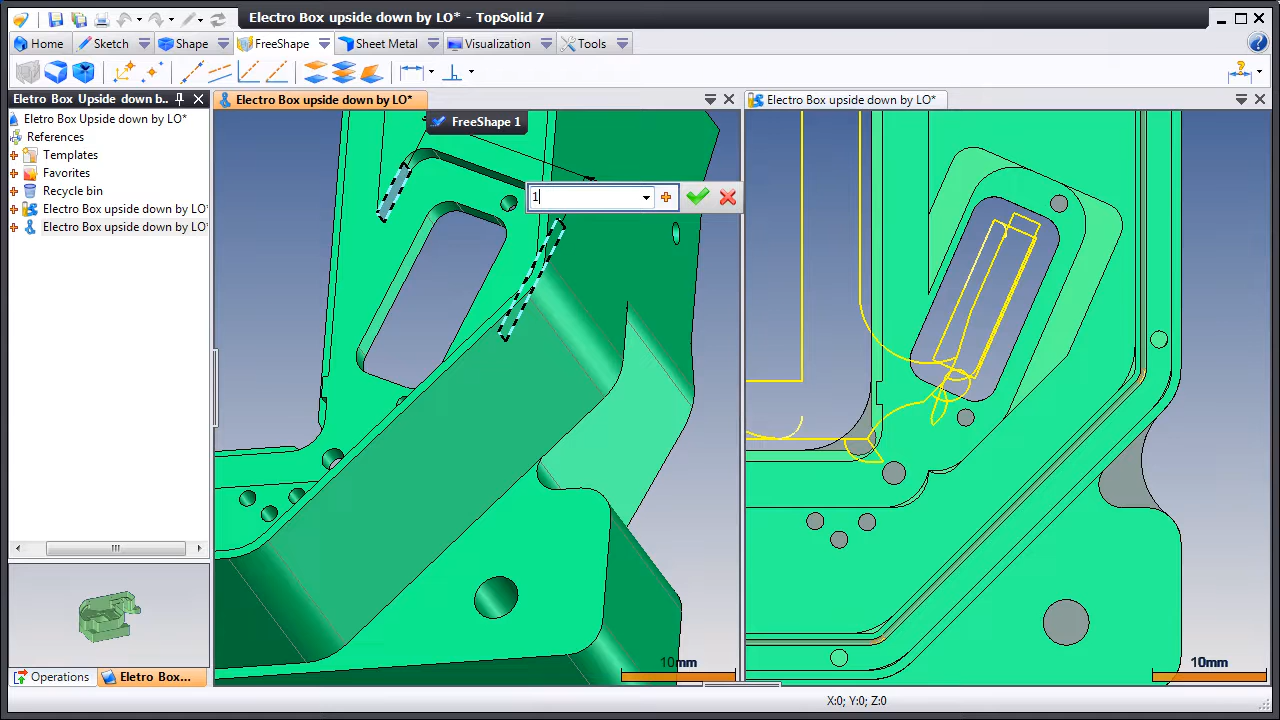 Electro Box upside down by LO* - TopSolid 7
Home
Sketch
Shape
FreeShape
Sheet Metal
Visualization
Tools
Eletro Box Upside down b..
Electro Box upside down by LO*
Electro Box upside down by LO*
Eletro Box Upside down by LO*
FreeShape 1
References
Templates
Favorites
Recycle bin
1
Electro Box upside down by LO*
Electro Box upside down by LO*
10mm
10mm
Operations
Eletro Box...
X:0; Y:0; Z:0